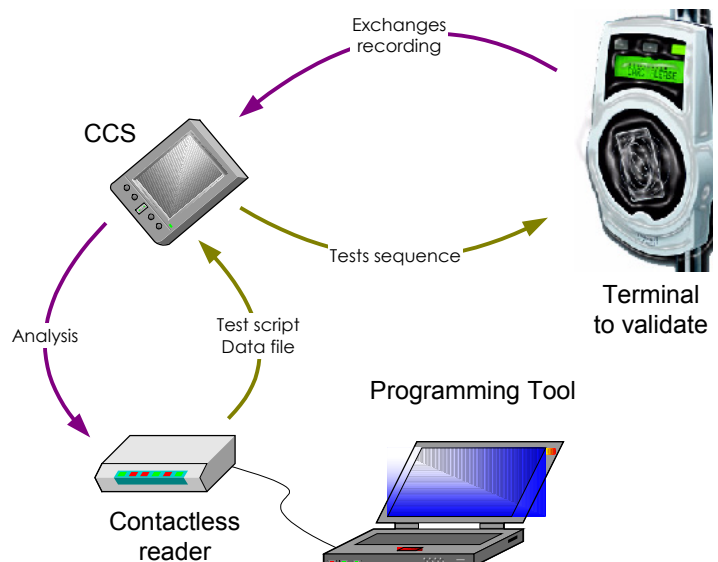 Exchanges
recording
CCS
Tests sequence
Terminal
to validate
Analysis
Test script
Data file
Programming Tool
Contactless
reader